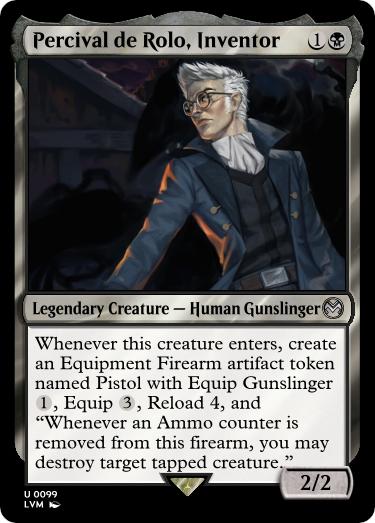 Percival de Rolo, Inventor 1
Legendary Creature — Human Gunslinger
Whenever this creature enters, create
an Equipment Firearm artifact token
named Pistol with Equip Gunslinger
1, Equip 3, Reload 4, and
“Whenever an Ammo counter is
removed from this firearm, you may
destroy target tapped creature.”
2/2
U 0099
LVM